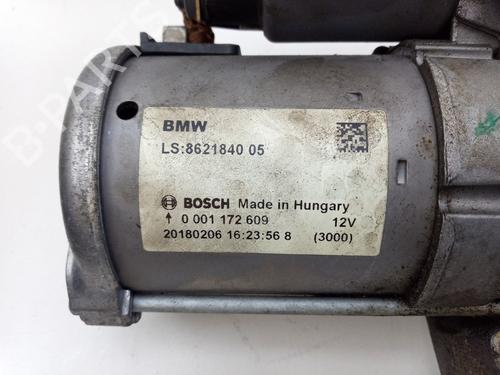 BMW
LS:8621840 05
BOSCH Made in Hungary
0 001 172 609 12V
20180206 16:23:56 8 (3000)
B-PARTS